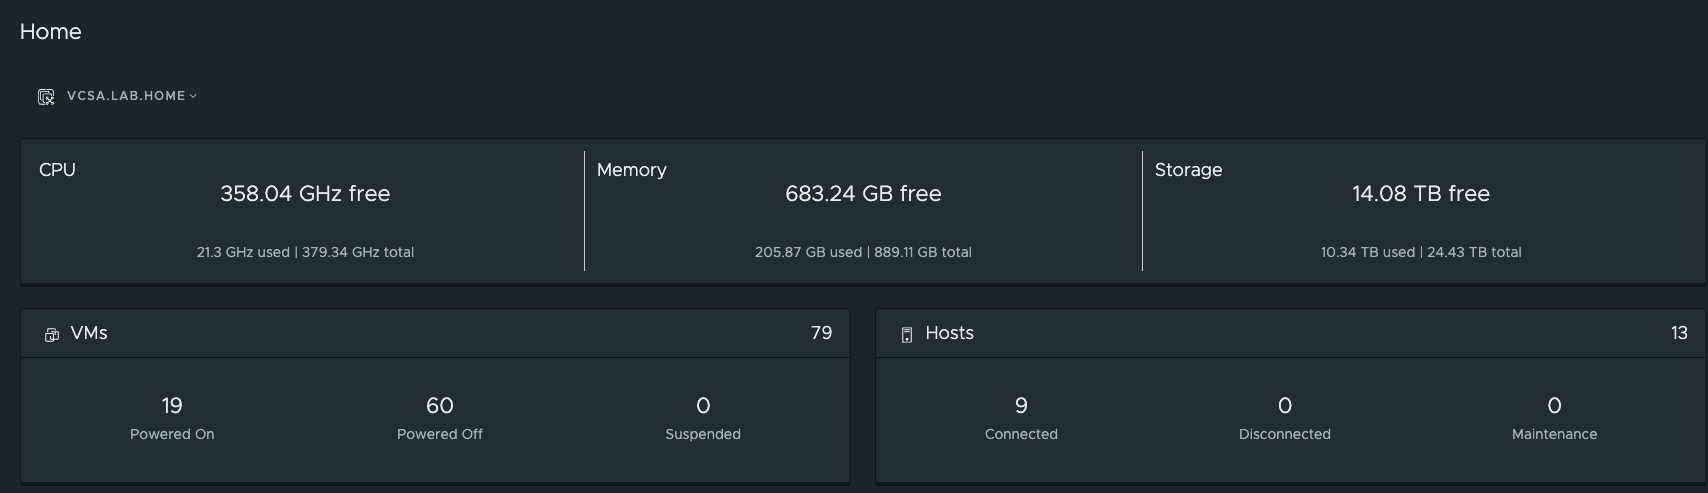 Home
VCSA.LAB.HOME
CPU
358.04 GHz free
21.3 GHz used | 379.34 GHz total
Memory
683.24 GB free
205.87 GB used | 889.11 GB total
Storage
14.08 TB free
10.34 TB used | 24.43 TB total
VMs 79
19 60 0
Powered On Powered Off Suspended
Hosts 13
9 0 0
Connected Disconnected Maintenance